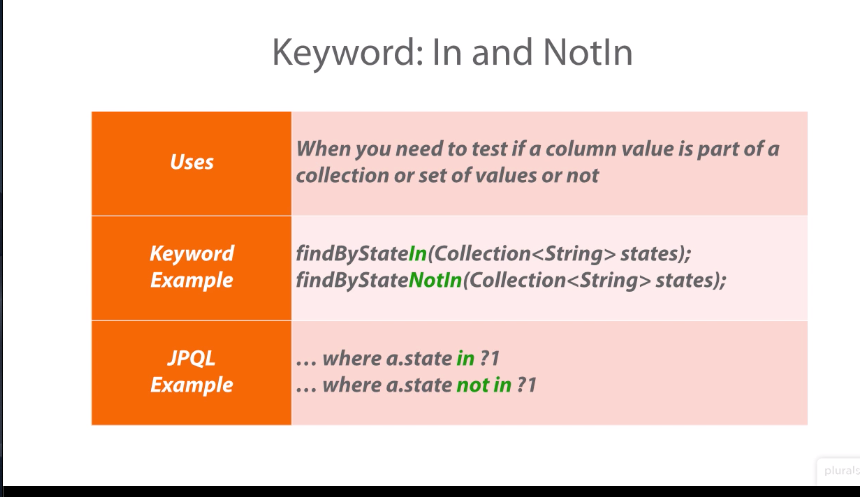 Keyword: In and NotIn
Uses
When you need to test if a column value is part of a
collection or set of values or not
Keyword
Example
findByStateIn(Collection<String> states);
findByStateNotIn(Collection<String> states);
JPQL
Example
... where a.state in ?1
... where a.state not in ?1
plurals